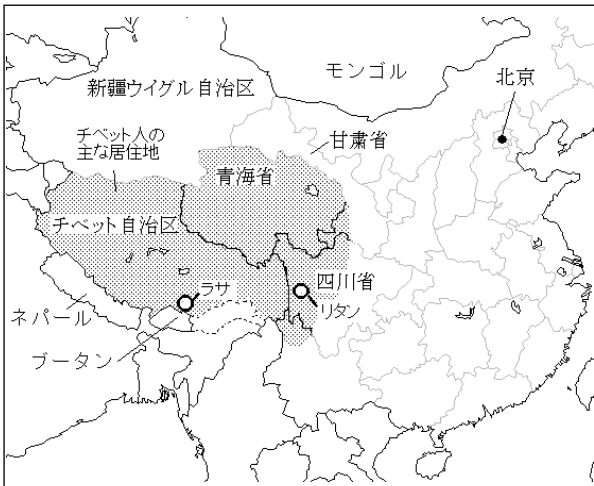 モンゴル
北京
新疆ウイグル自治区
チベット人の
主な居住地
甘粛省
青海省
チベット自治区
四川省
ラサ
リタン
ネパール
ブータン